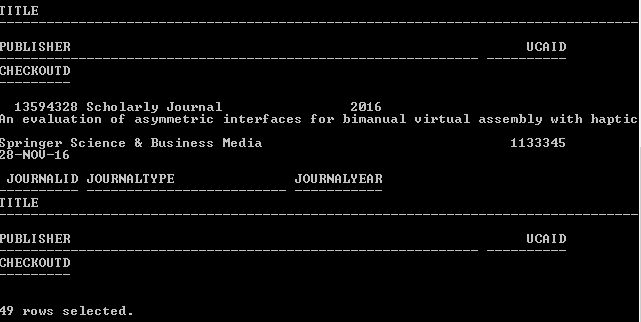 TITLE
--------------------------------------------------------------------------------
PUBLISHER UCAID
------------------------------------------------------------ ----------
CHECKOUTD
---------
13594328 Scholarly Journal 2016
An evaluation of asymmetric interfaces for bimanual virtual assembly with haptic
Springer Science & Business Media 1133345
28-NOV-16
JOURNALID JOURNALTYPE JOURNALYEAR
---------- ------------------------- -----------
TITLE
--------------------------------------------------------------------------------
PUBLISHER UCAID
------------------------------------------------------------ ----------
CHECKOUTD
---------
49 rows selected.